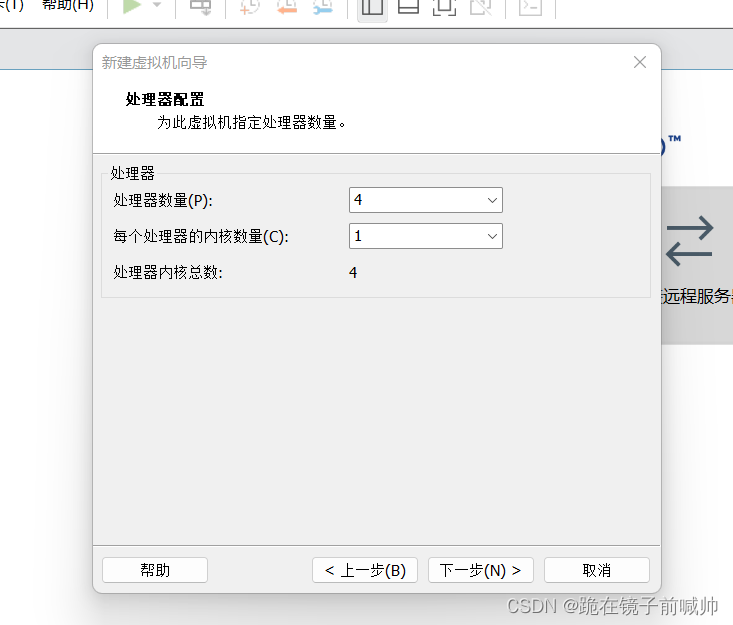 (T) 帮助(H)
新建虚拟机向导
处理器配置
为此虚拟机指定处理器数量。
处理器
处理器数量(P): 4
每个处理器的内核数量(C): 1
处理器内核总数: 4
TM
远程服务
帮助 < 上一步(B) 下一步(N) > 取消
CSDN @跪在镜子前喊帅